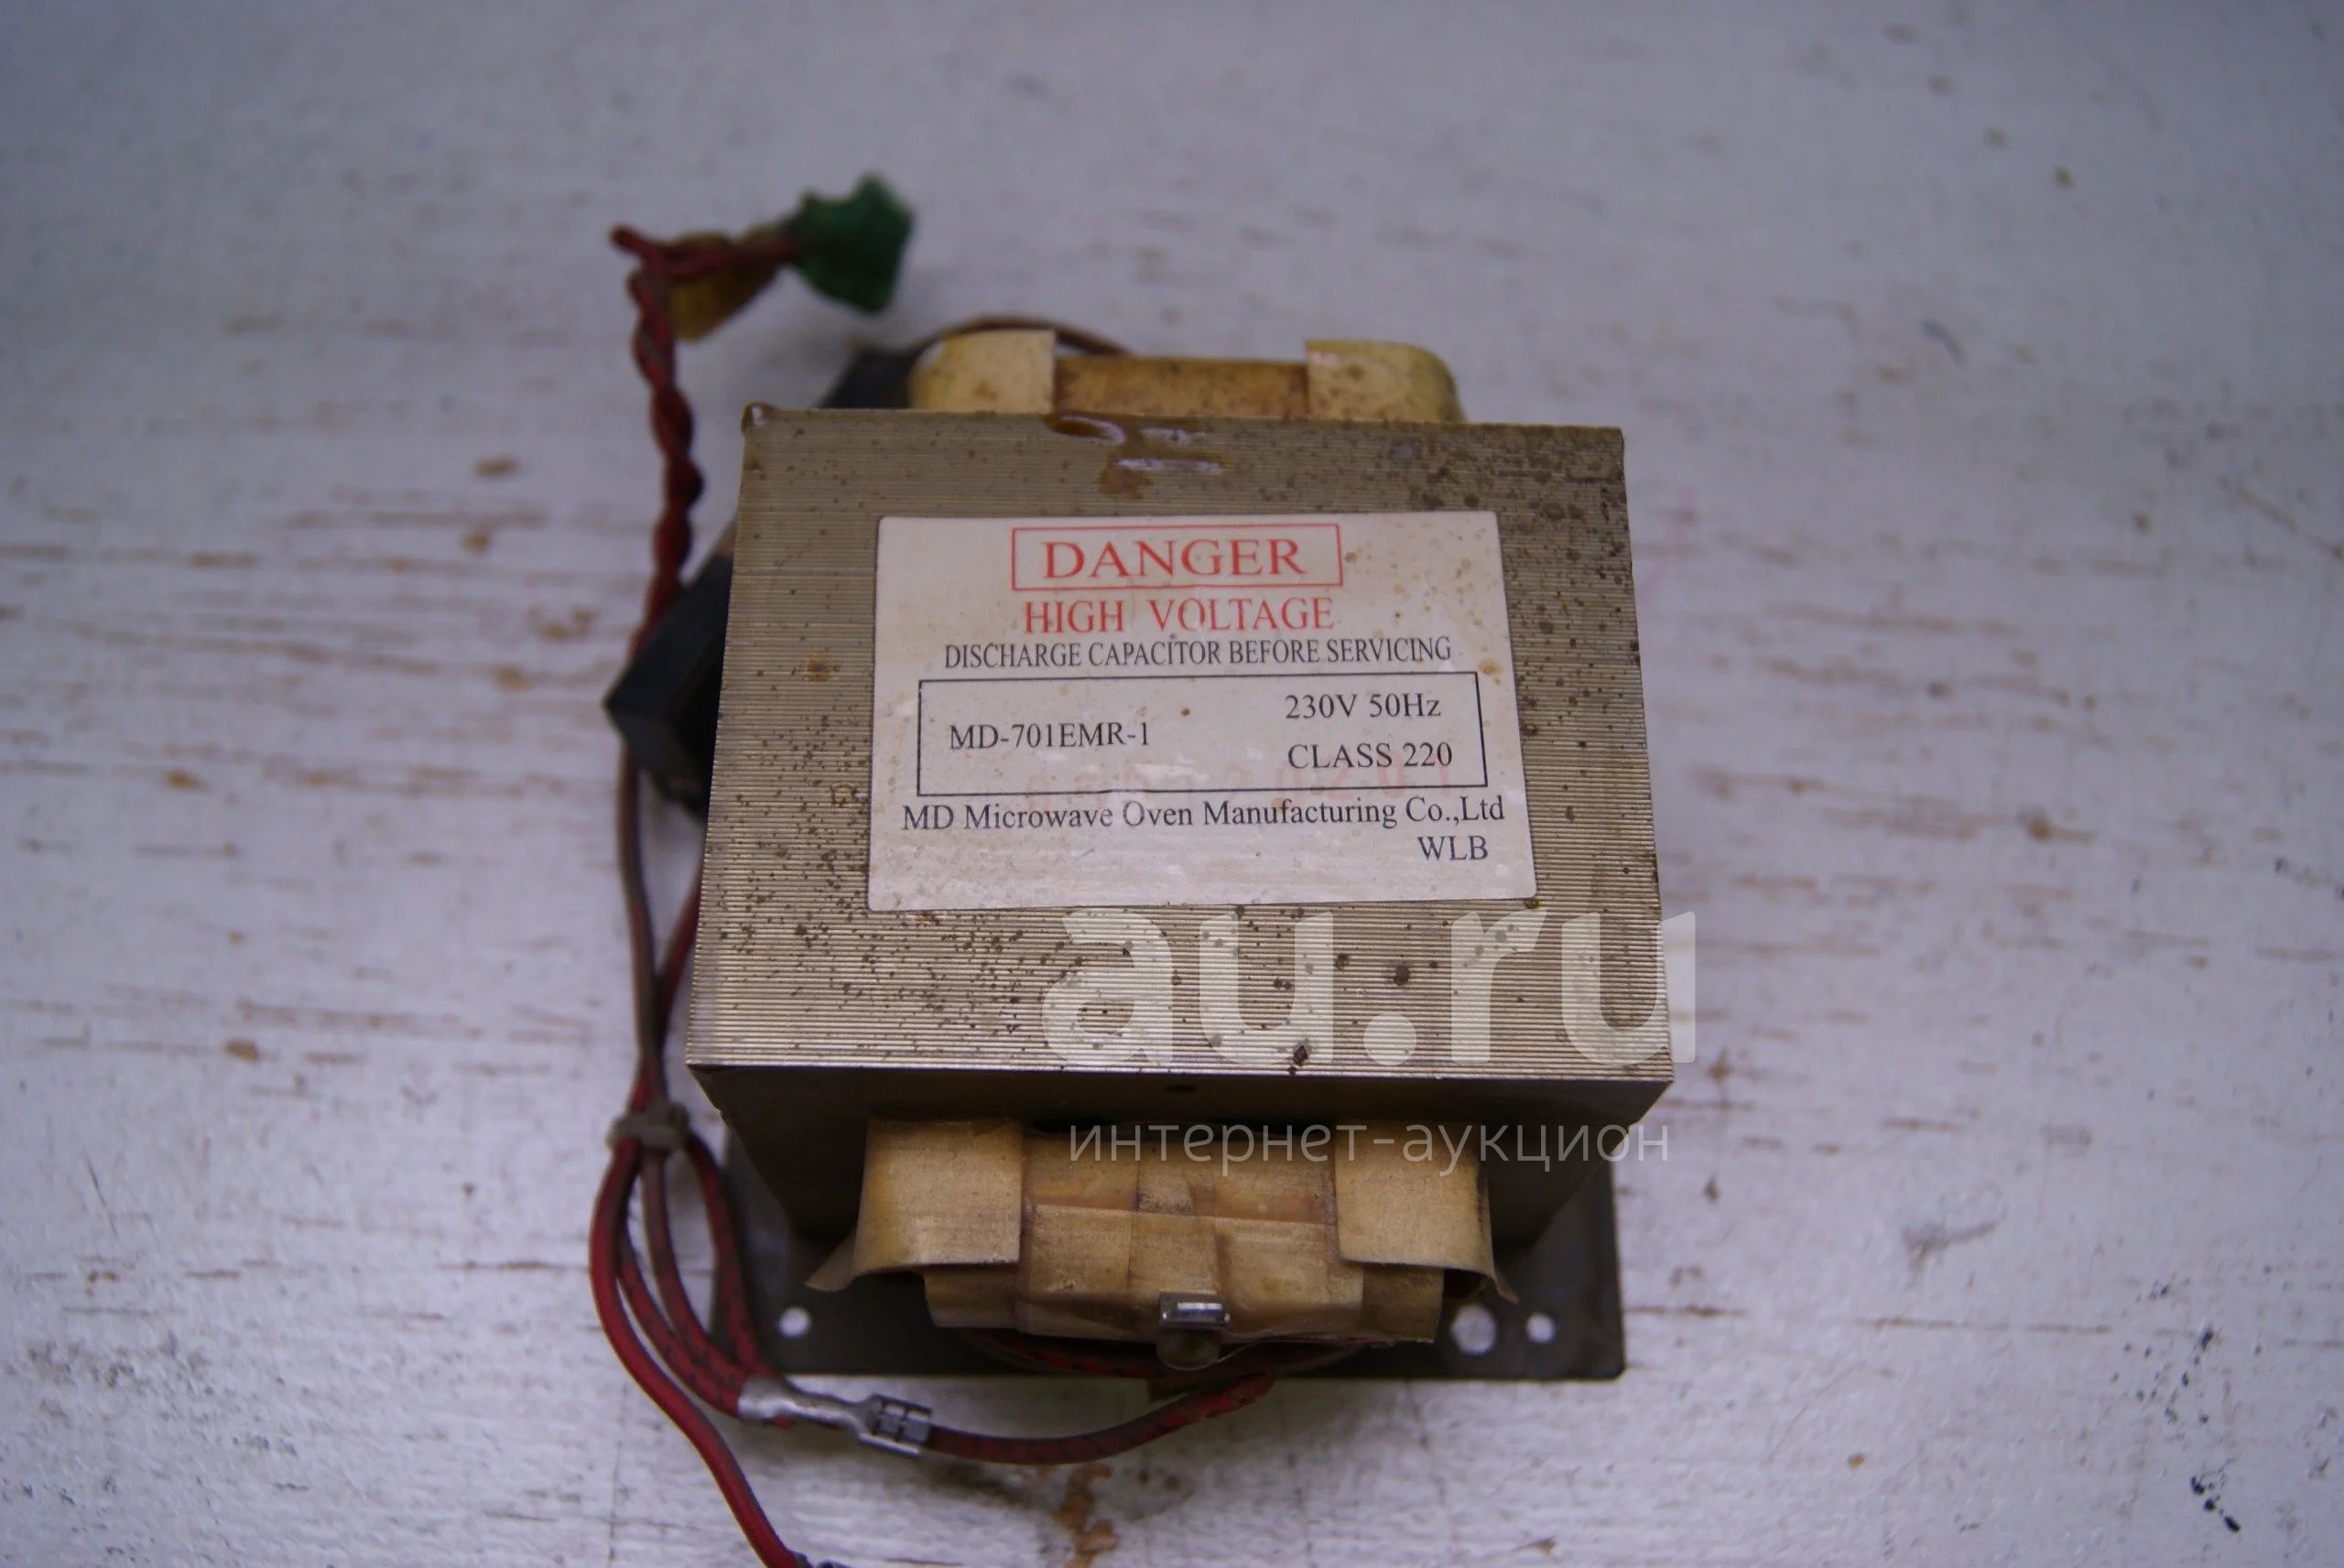 DANGER
HIGH VOLTAGE
DISCHARGE CAPACITOR BEFORE SERVICING
MD-701EMR-1
230V 50Hz
CLASS 220
MD Microwave Oven Manufacturing Co.,Ltd
WLB
au.ru
интернет-аукцион